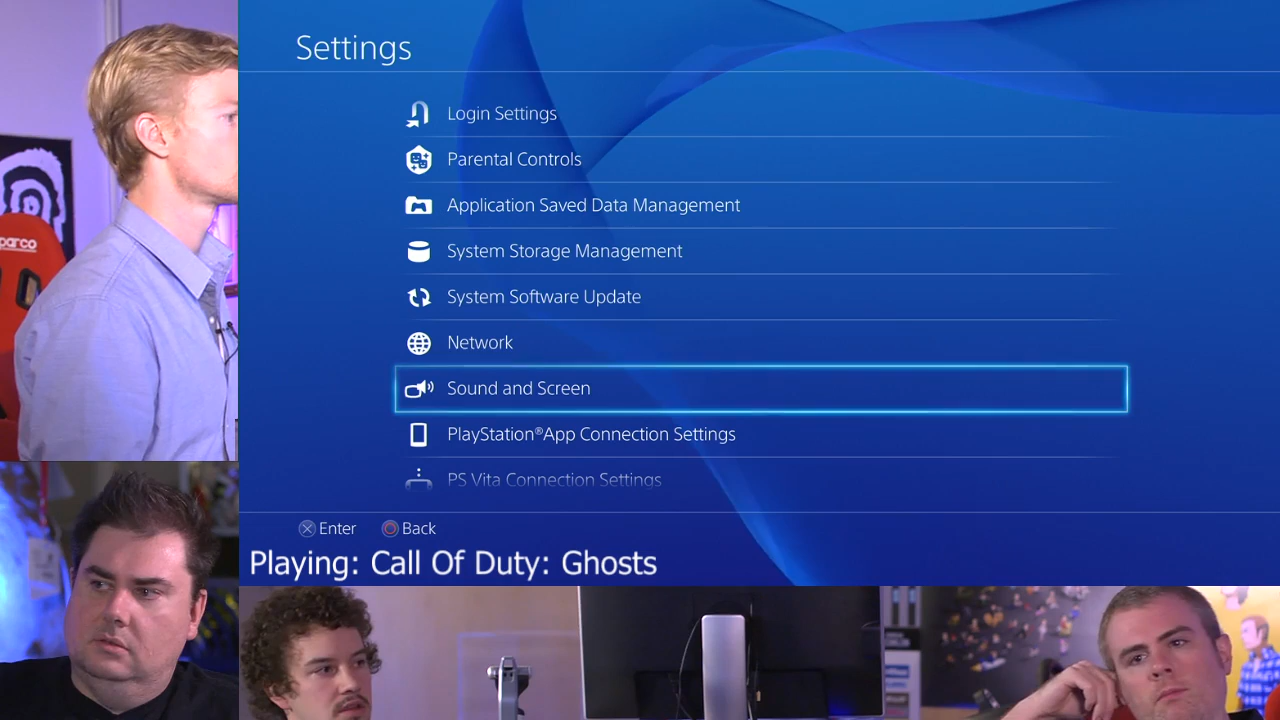 Settings
Login Settings
Parental Controls
Application Saved Data Management
System Storage Management
System Software Update
Network
Sound and Screen
PlayStation®App Connection Settings
PS Vita Connection Settings
Enter Back
Playing: Call Of Duty: Ghosts
parco